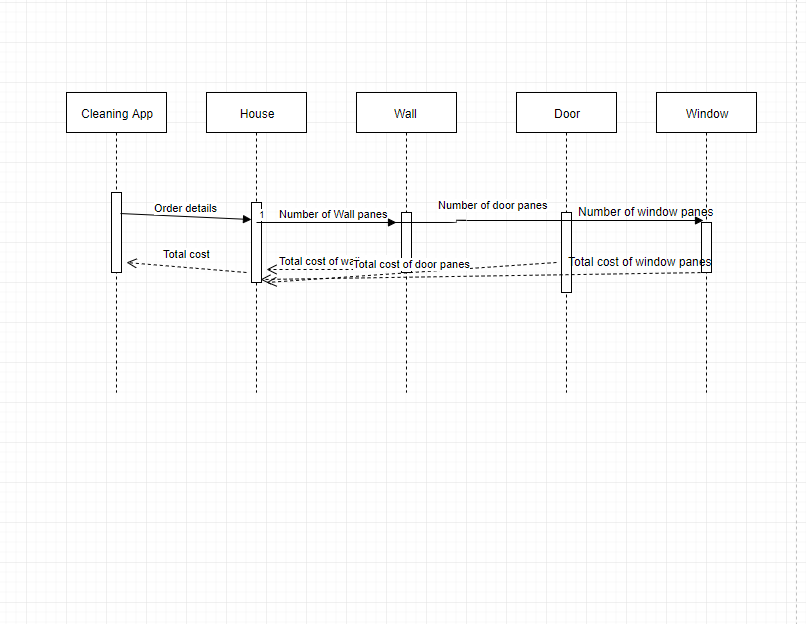 Cleaning App
House
Wall
Door
Window
Order details
1
Number of Wall panes
Number of door panes
Number of window panes
Total cost
Total cost of
Total cost of door panes
Total cost of window panes